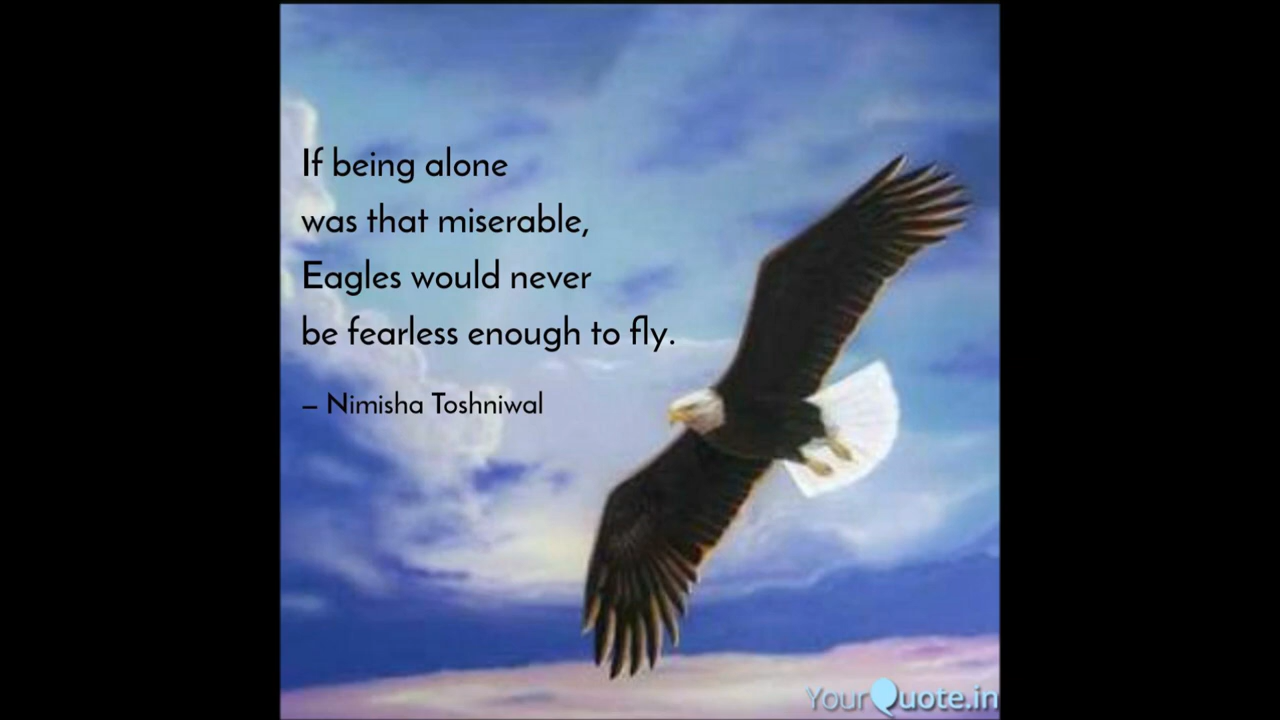 If being alone
was that miserable,
Eagles would never
be fearless enough to fly.
– Nimisha Toshniwal
YourQuote.in